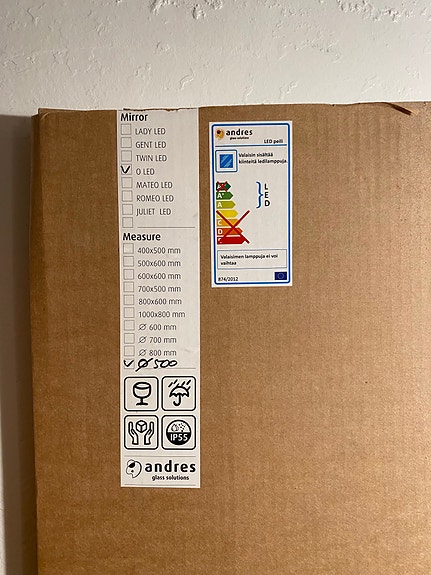 Mirror
LADY LED
GENT LED
TWIN LED
O LED
MATEO LED
ROMEO LED
JULIET LED
Measure
400x500 mm
500x600 mm
600x600 mm
700x500 mm
800x600 mm
1000x800 mm
Ø 600 mm
Ø 700 mm
Ø 800 mm
Ø 500
IP55
andres
glass solutions
andres
glass solutions
LED peili
Valaisin sisältää
kiinteitä ledilamppuja.
A+
A
B
C
D
E
L
E
D
Valaisimen lamppuja ei voi
vaihtaa
874/2012